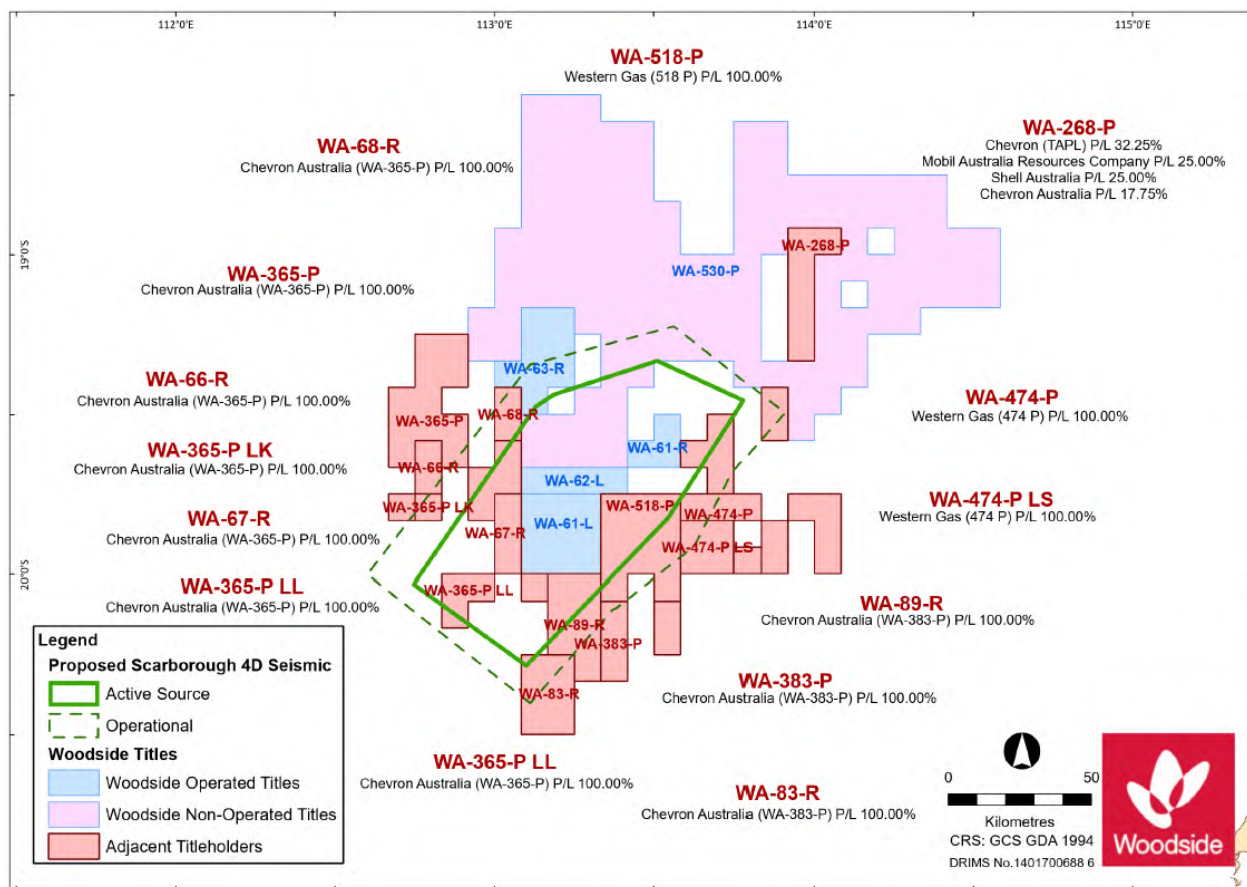 112°0'E
113°0'E
114°0'E
115°0'E
WA-518-P
Western Gas (518 P) P/L 100.00%
WA-68-R
Chevron Australia (WA-365-P) P/L 100.00%
WA-268-P
Chevron (TAPL) P/L 32.25%
Mobil Australia Resources Company P/L 25.00%
Shell Australia P/L 25.00%
Chevron Australia P/L 17.75%
19°0'S
WA-268-P
WA-530-P
WA-365-P
Chevron Australia (WA-365-P) P/L 100.00%
WA-63-R
WA-66-R
Chevron Australia (WA-365-P) P/L 100.00%
WA-365-P
WA-68-R
WA-474-P
Western Gas (474 P) P/L 100.00%
WA-61-R
WA-365-P LK
Chevron Australia (WA-365-P) P/L 100.00%
WA-66-R
WA-62-L
WA-365-P LK
WA-518-P
WA-474-P
WA-474-P LS
Western Gas (474 P) P/L 100.00%
WA-67-R
Chevron Australia (WA-365-P) P/L 100.00%
WA-67-R
WA-61-L
WA-474-P LS
20°0'S
WA-365-P LL
Chevron Australia (WA-365-P) P/L 100.00%
WA-365-P LL
WA-89-R
Chevron Australia (WA-383-P) P/L 100.00%
WA-89-R
WA-383-P
WA-383-P
Chevron Australia (WA-383-P) P/L 100.00%
WA-83-R
WA-365-P LL
Chevron Australia (WA-365-P) P/L 100.00%
WA-83-R
Chevron Australia (WA-383-P) P/L 100.00%
Legend
Proposed Scarborough 4D Seismic
Active Source
Operational
Woodside Titles
Woodside Operated Titles
Woodside Non-Operated Titles
Adjacent Titleholders
0 50
Kilometres
CRS: GCS GDA 1994
DRIMS No.1401700688 6
Woodside